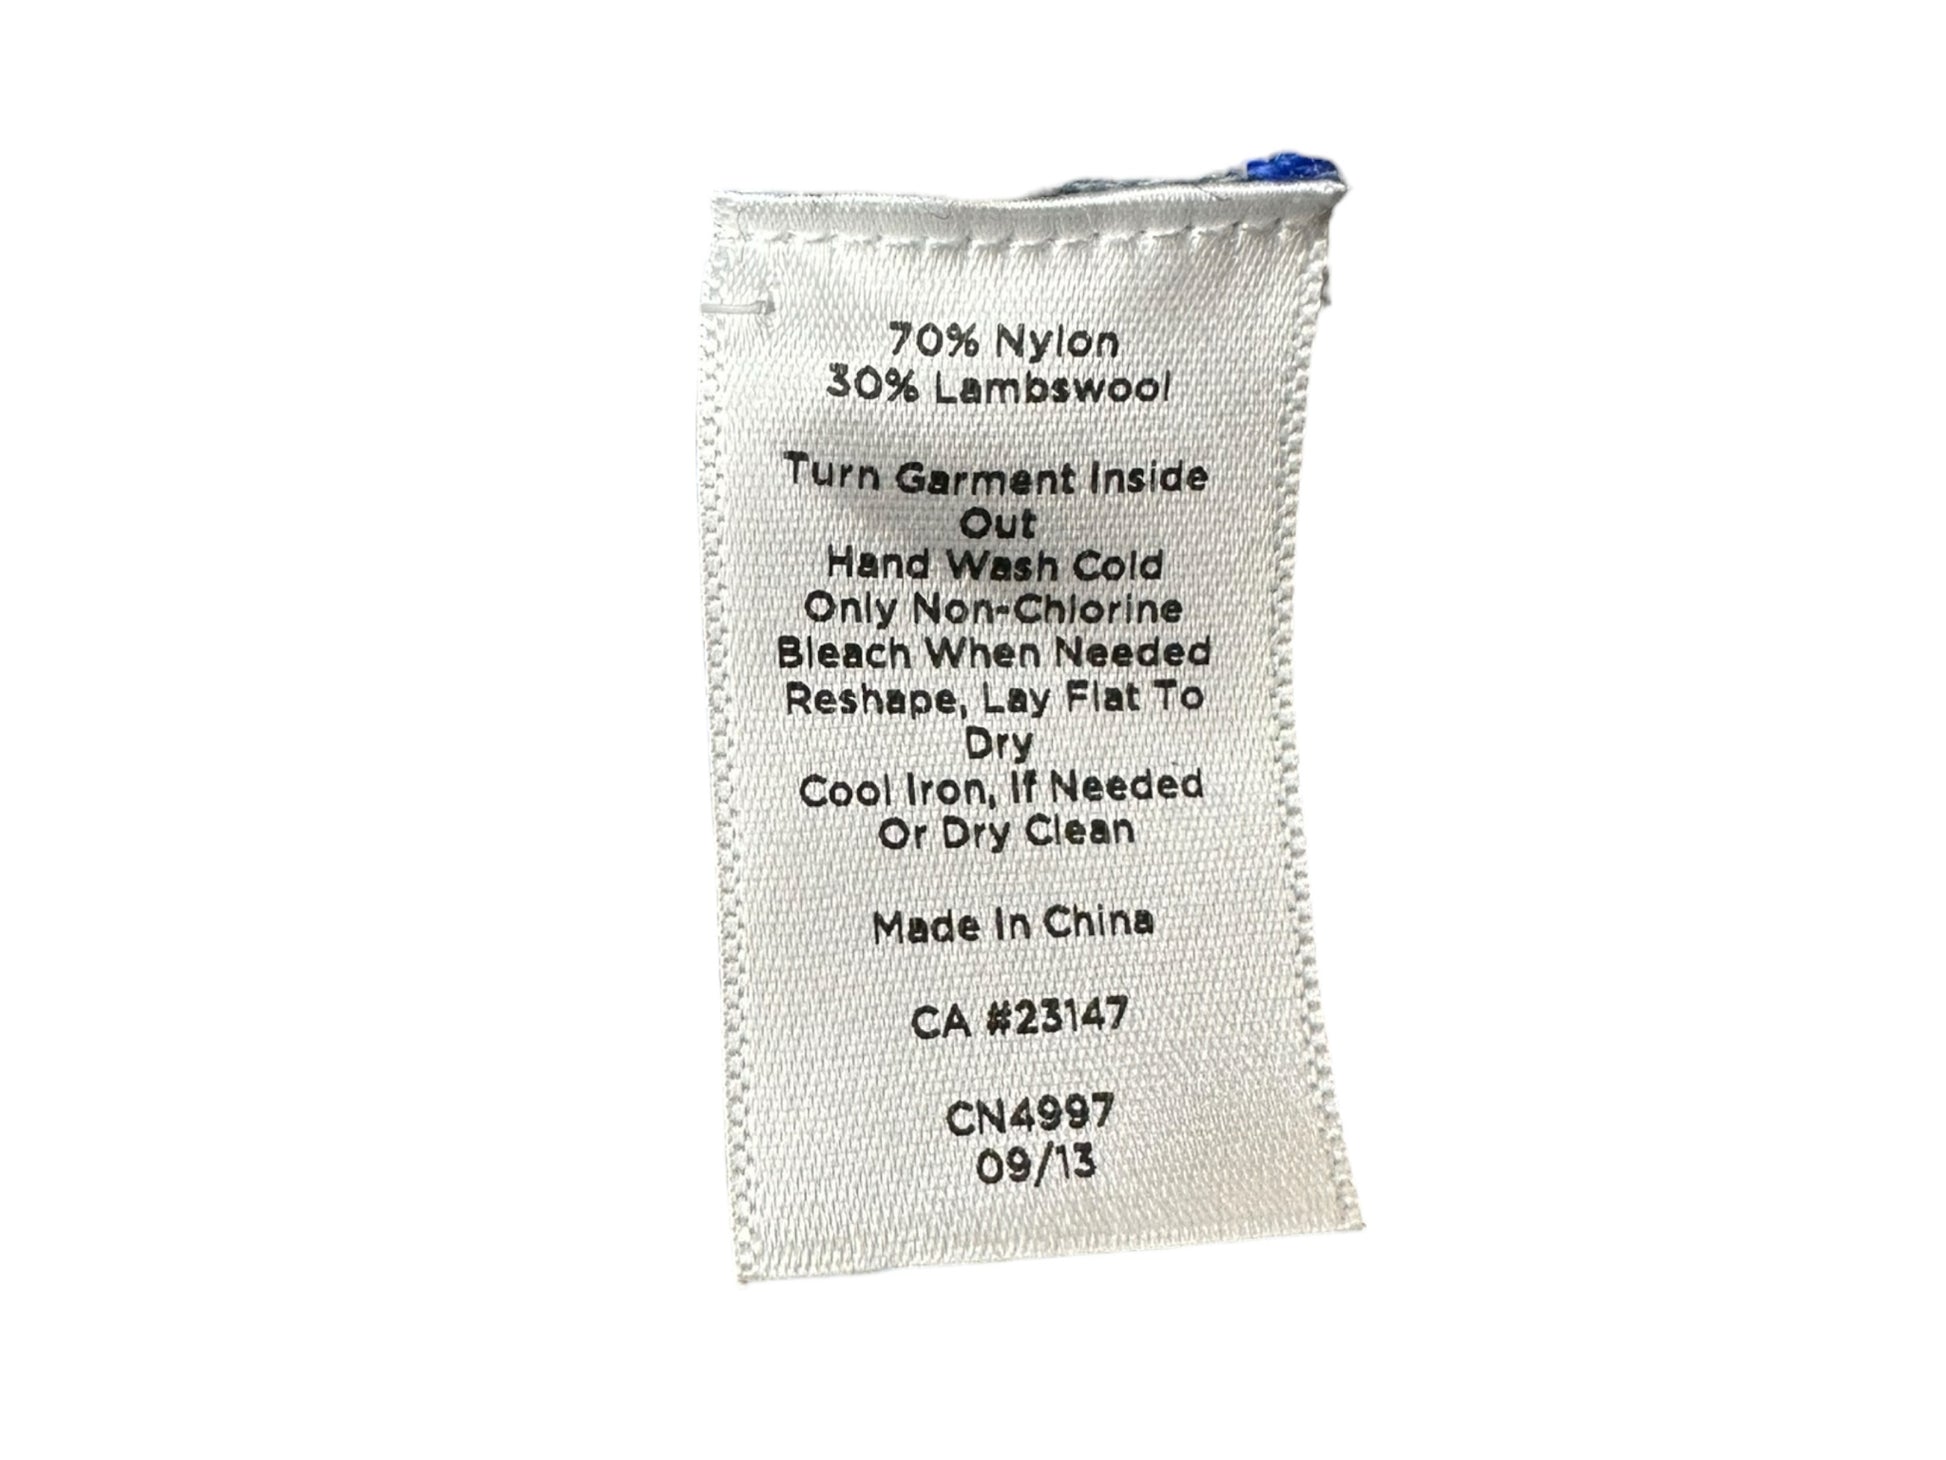 70% Nylon
30% Lambswool
Turn Garment Inside
Out
Hand Wash Cold
Only Non-Chlorine
Bleach When Needed
Reshape, Lay Flat To
Dry
Cool Iron, If Needed
Or Dry Clean
Made In China
CA #23147
CN4997
09/13